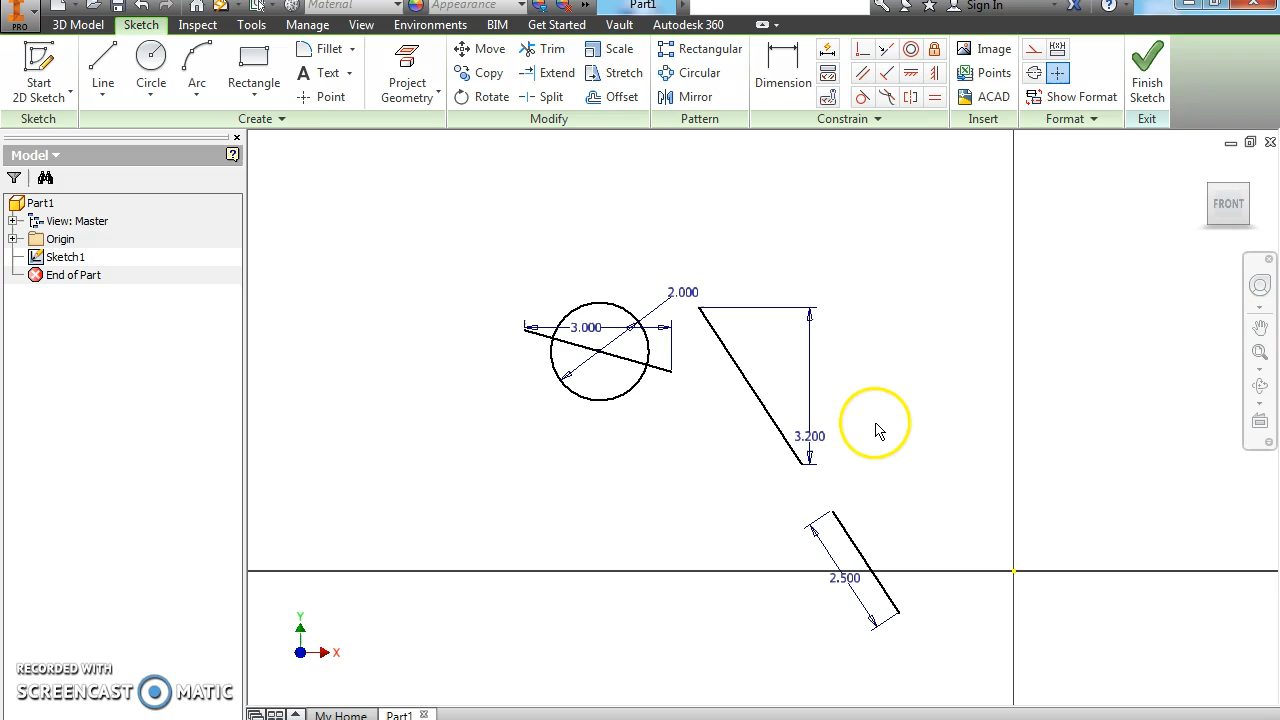 Material Appearance Part1 Sign In
PRO Sketch 3D Model Inspect Tools Manage View Environments BIM Get Started Vault Autodesk 360
Start 2D Sketch
Line
Circle
Arc
Rectangle
Fillet
Text
Point
Project Geometry
Move
Copy
Rotate
Trim
Extend
Split
Scale
Stretch
Offset
Rectangular
Circular
Mirror
Dimension
Image
Points
ACAD
Show Format
Finish Sketch
Sketch Create Modify Pattern Constrain Insert Format Exit
Model
Part1
View: Master
Origin
Sketch1
End of Part
FRONT
2.000
3.000
3.200
2.500
Y
X
RECORDED WITH
SCREENCAST MATIC
My Home Part1